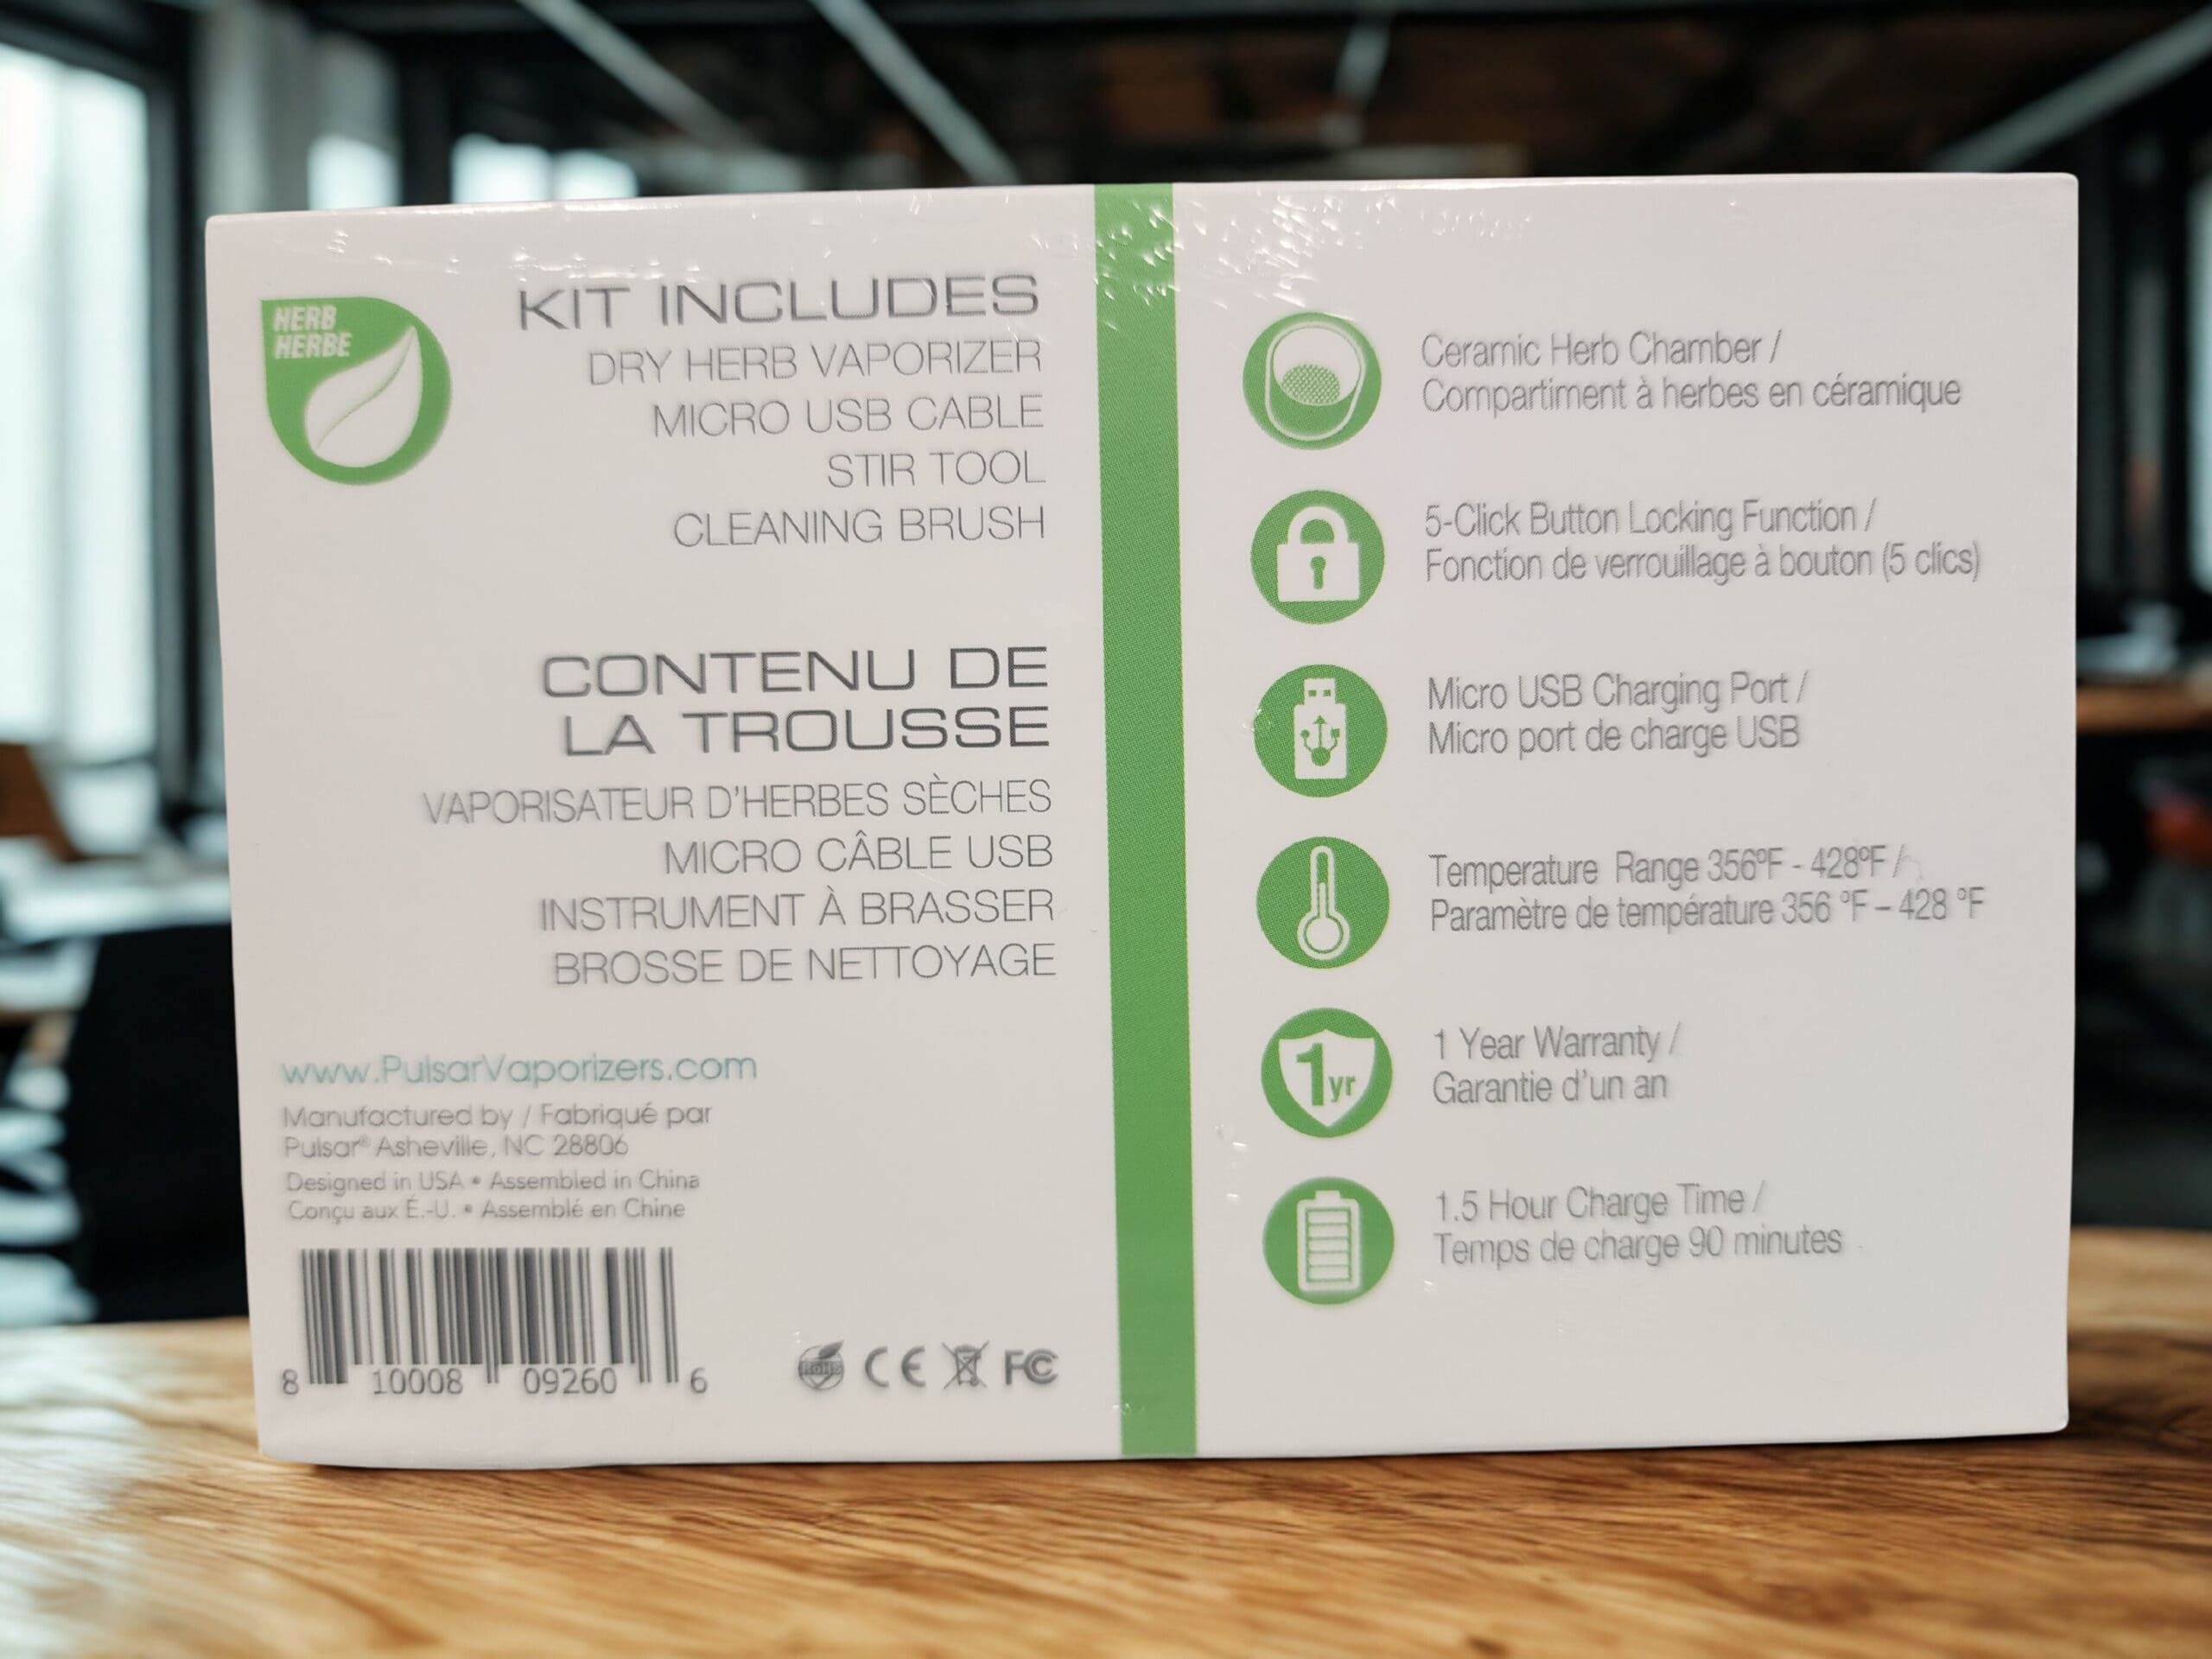 HERB
HERBE
KIT INCLUDES
DRY HERB VAPORIZER
MICRO USB CABLE
STIR TOOL
CLEANING BRUSH
CONTENU DE
LA TROUSSE
VAPORISATEUR D'HERBES SÈCHES
MICRO CÂBLE USB
INSTRUMENT À BRASSER
BROSSE DE NETTOYAGE
www.PulsarVaporizers.com
Manufactured by / Fabriqué par
Pulsar® Asheville, NC 28806
Designed in USA • Assembled in China
Conçu aux É.-U. • Assemblé en Chine
8 10008 09260 6
RoHS CE FC
Ceramic Herb Chamber /
Compartiment à herbes en céramique
5-Click Button Locking Function /
Fonction de verrouillage à bouton (5 clics)
Micro USB Charging Port /
Micro port de charge USB
Temperature Range 356ºF - 428ºF /
Paramètre de température 356 °F – 428 °F
1yr
1 Year Warranty /
Garantie d'un an
1.5 Hour Charge Time /
Temps de charge 90 minutes